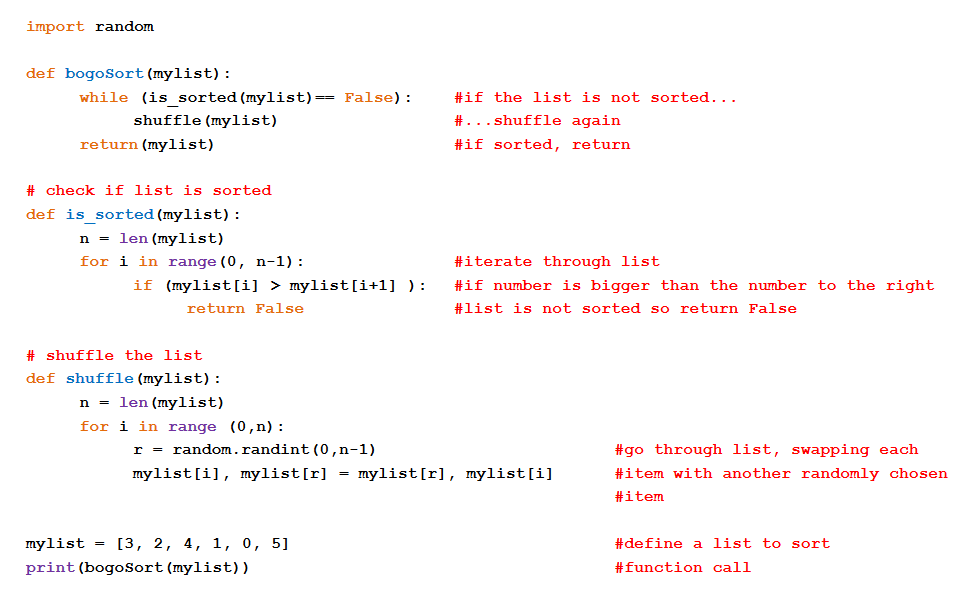 import random
def bogoSort(mylist):
while (is_sorted(mylist)== False): #if the list is not sorted...
shuffle(mylist) #...shuffle again
return(mylist) #if sorted, return
# check if list is sorted
def is_sorted(mylist):
n = len(mylist)
for i in range(0, n-1): #iterate through list
if (mylist[i] > mylist[i+1] ): #if number is bigger than the number to the right
return False #list is not sorted so return False
# shuffle the list
def shuffle(mylist):
n = len(mylist)
for i in range (0,n):
r = random.randint(0,n-1) #go through list, swapping each
mylist[i], mylist[r] = mylist[r], mylist[i] #item with another randomly chosen
#item
mylist = [3, 2, 4, 1, 0, 5] #define a list to sort
print(bogoSort(mylist)) #function call